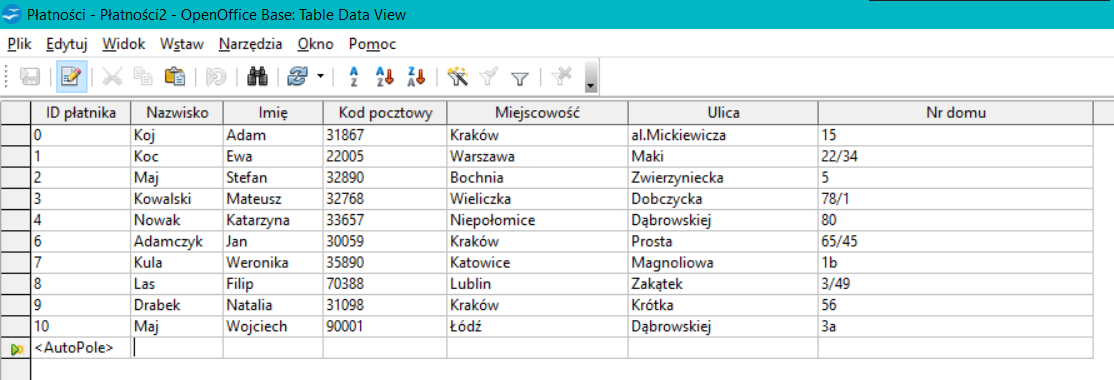 Płatności - Płatności2 - OpenOffice Base: Table Data View
Plik Edytuj Widok Wstaw Narzędzia Okno Pomoc
ID płatnika Nazwisko Imię Kod pocztowy Miejscowość Ulica Nr domu
0 Koj Adam 31867 Kraków al.Mickiewicza 15
1 Koc Ewa 22005 Warszawa Maki 22/34
2 Maj Stefan 32890 Bochnia Zwierzyniecka 5
3 Kowalski Mateusz 32768 Wieliczka Dobczycka 78/1
4 Nowak Katarzyna 33657 Niepołomice Dąbrowskiej 80
6 Adamczyk Jan 30059 Kraków Prosta 65/45
7 Kula Weronika 35890 Katowice Magnoliowa 1b
8 Las Filip 70388 Lublin Zakątek 3/49
9 Drabek Natalia 31098 Kraków Krótka 56
10 Maj Wojciech 90001 Łódź Dąbrowskiej 3a
<AutoPole>